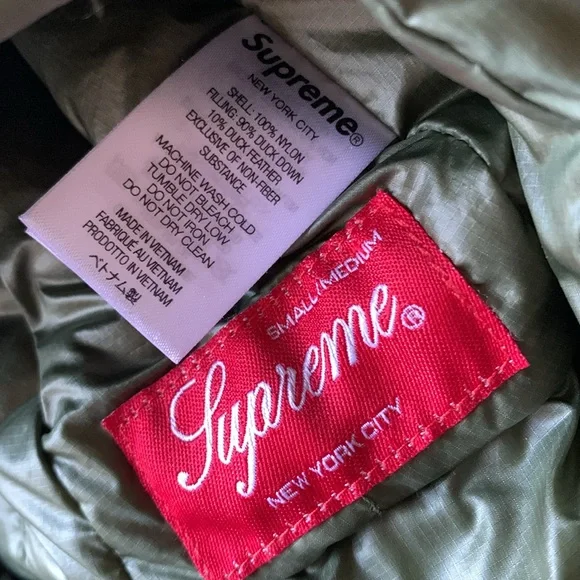 Supreme®
NEW YORK CITY
SHELL: 100% NYLON
FILLING: 90% DUCK DOWN
10% DUCK FEATHER
EXCLUSIVE OF NON-FIBER
SUBSTANCE
MACHINE WASH COLD
DO NOT BLEACH
TUMBLE DRY LOW
DO NOT IRON
DO NOT DRY CLEAN
MADE IN VIETNAM
FABRIQUÉ AU VIETNAM
PRODOTTO IN VIETNAM
ベトナム製
SMALL/MEDIUM
Supreme®
NEW YORK CITY